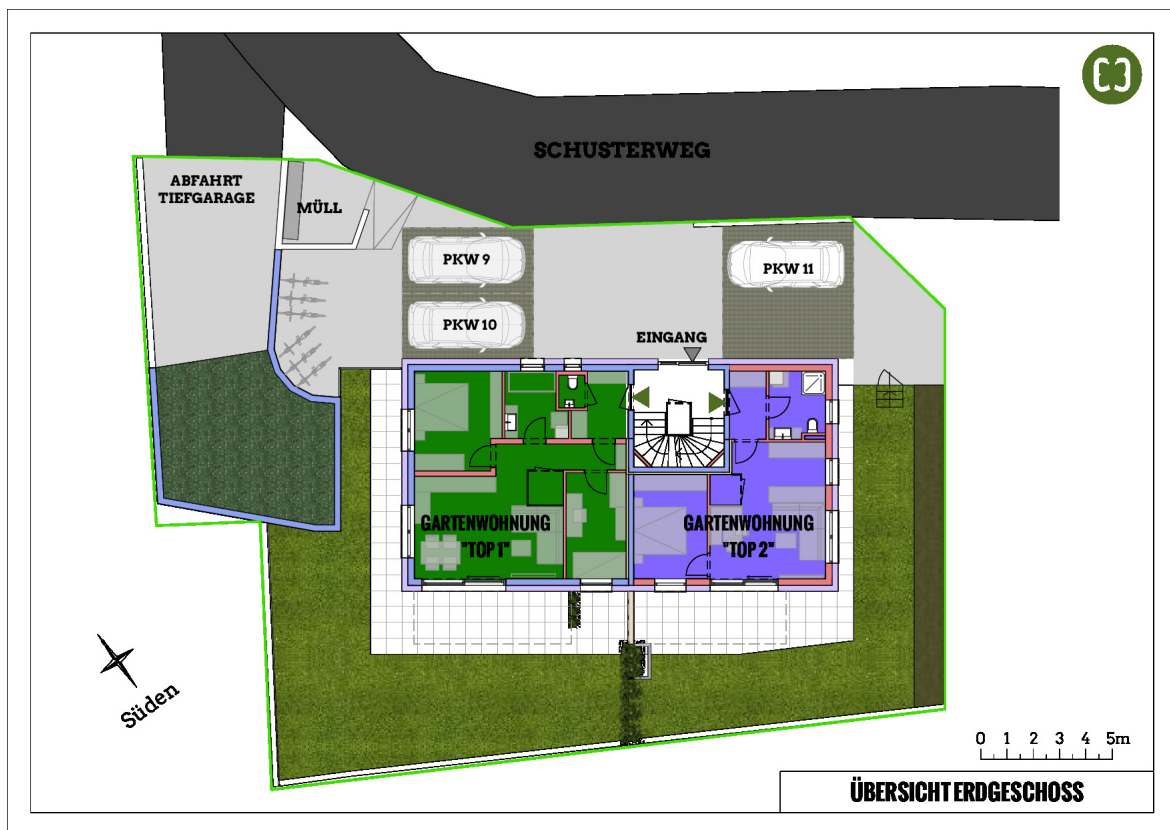 SCHUSTERWEG
ABFAHRT
TIEFGARAGE
MÜLL
PKW 9
PKW 11
PKW 10
EINGANG
GARTENWOHNUNG
"TOP 1"
GARTENWOHNUNG
"TOP 2"
Süden
0 1 2 3 4 5m
ÜBERSICHT ERDGESCHOSS